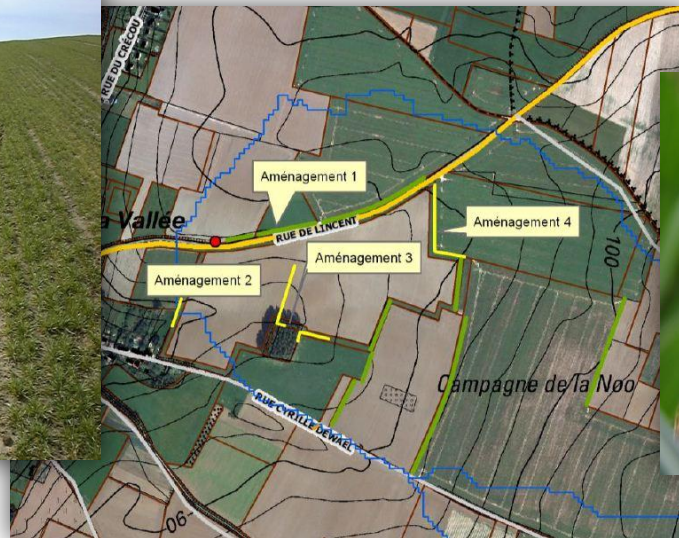 RUE DU CRÉCOU
Aménagement 1
a Vallée
RUE DE LINCENT
Aménagement 4
Aménagement 3
100
Aménagement 2
Campagne de la Noo
RUE CYRILLE DEWAEL
90